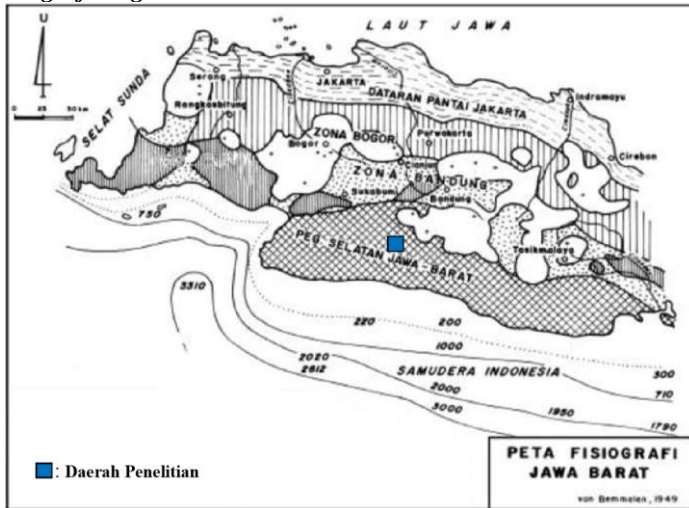 U
0 25 50 km
LAUT JAWA
SELAT SUNDA
Serang
JAKARTA
DATARAN PANTAI JAKARTA
Indramayu
Rangkasbitung
ZONA BOGOR
Bogor
Purwakarta
Cirebon
Cianjur
ZONA BANDUNG
Sukabumi
Bandung
750
PEG. SELATAN JAWA-BARAT
Tasikmalaya
3310
220
200
1000
300
2020
SAMUDERA INDONESIA
710
2612
2000
3000
1950
1790
: Daerah Penelitian
PETA FISIOGRAFI
JAWA BARAT
van Bemmelen, 1949